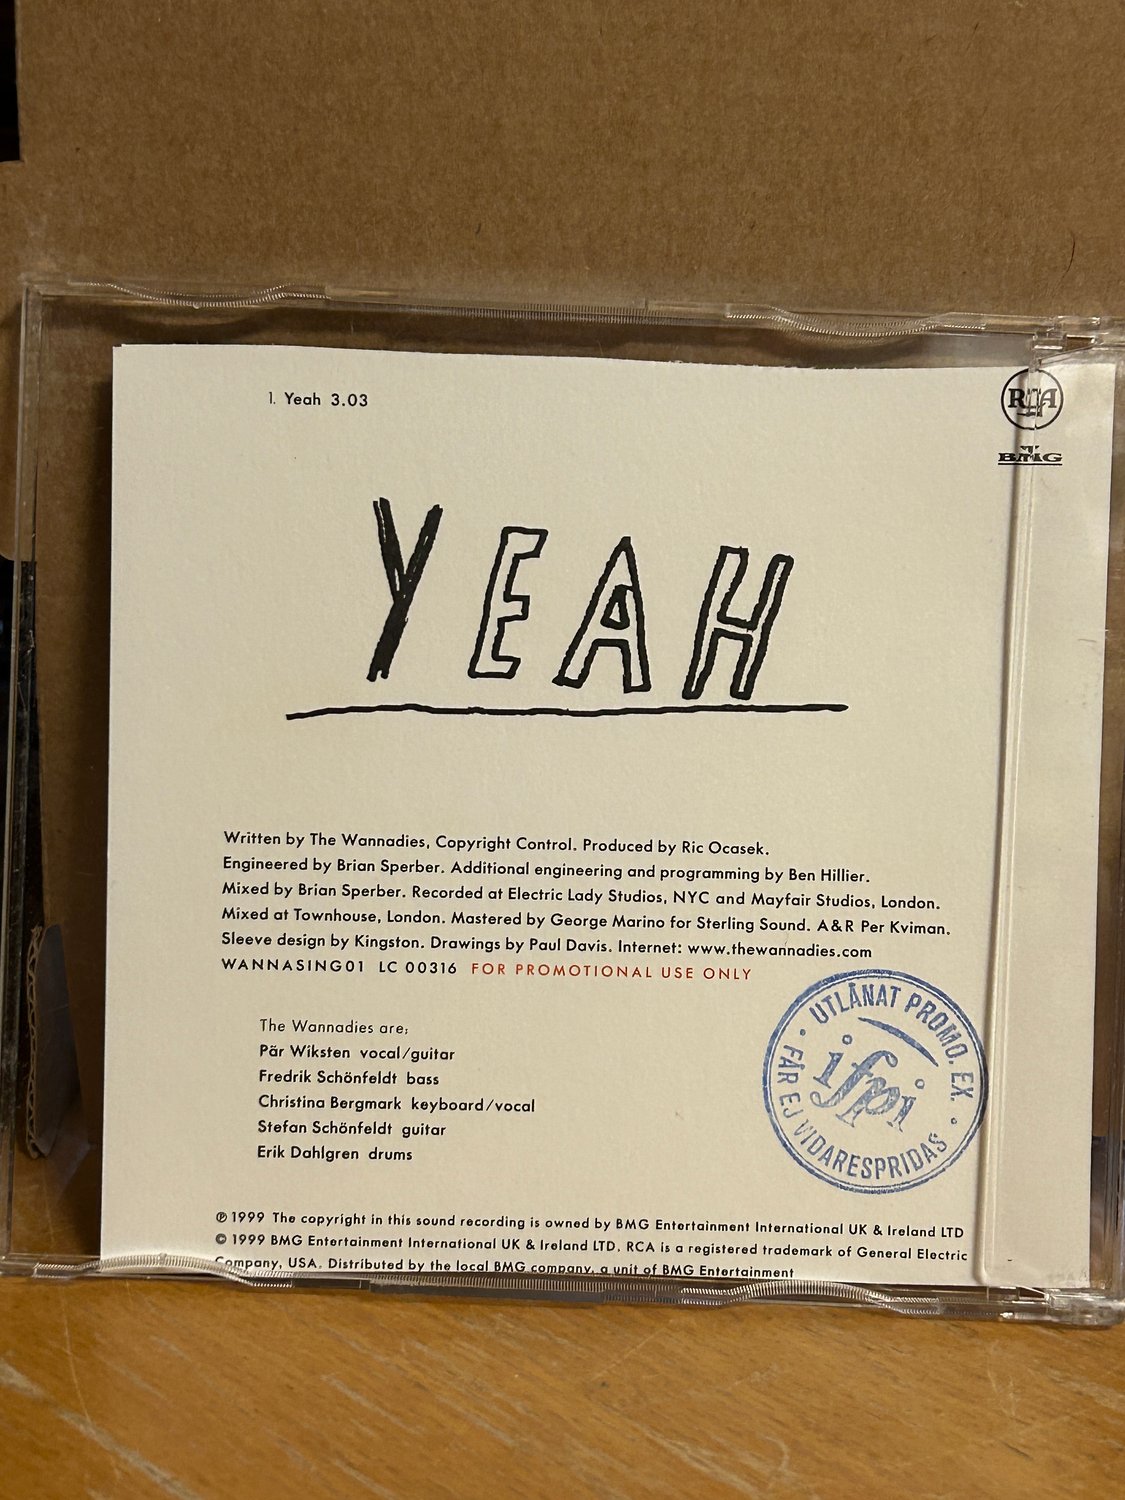 1. Yeah 3.03
RCA
BMG
YEAH
Written by The Wannadies, Copyright Control. Produced by Ric Ocasek.
Engineered by Brian Sperber. Additional engineering and programming by Ben Hillier.
Mixed by Brian Sperber. Recorded at Electric Lady Studios, NYC and Mayfair Studios, London.
Mixed at Townhouse, London. Mastered by George Marino for Sterling Sound. A&R Per Kviman.
Sleeve design by Kingston. Drawings by Paul Davis. Internet: www.thewannadies.com
WANNASING01 LC 00316 FOR PROMOTIONAL USE ONLY
The Wannadies are;
Pär Wiksten vocal/guitar
Fredrik Schönfeldt bass
Christina Bergmark keyboard/vocal
Stefan Schönfeldt guitar
Erik Dahlgren drums
UTLÅNAT PROMO. EX.
ifpi
FÅR EJ VIDARESPRIDAS
℗ 1999 The copyright in this sound recording is owned by BMG Entertainment International UK & Ireland LTD
© 1999 BMG Entertainment International UK & Ireland LTD. RCA is a registered trademark of General Electric
Company, USA. Distributed by the local BMG company, a unit of BMG Entertainment